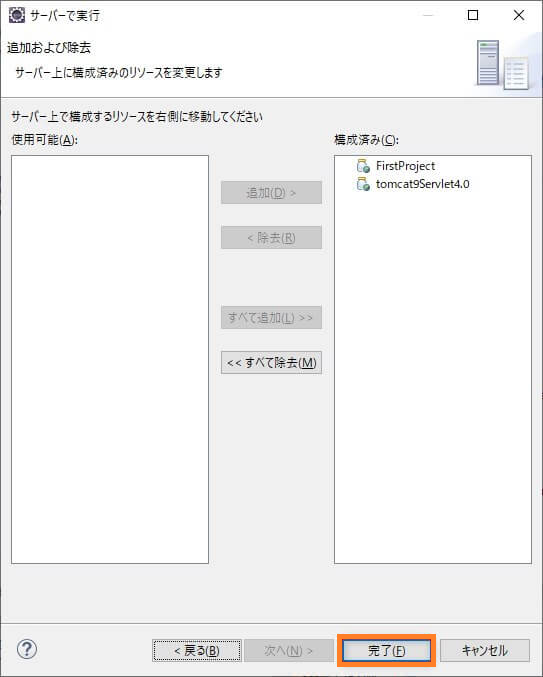 サーバーで実行
追加および除去
サーバー上に構成済みのリソースを変更します
サーバー上で構成するリソースを右側に移動してください
使用可能(A):
構成済み(C):
FirstProject
tomcat9Servlet4.0
追加(D) >
< 除去(R)
すべて追加(L) >>
<< すべて除去(M)
?
< 戻る(B)
次へ(N) >
完了(F)
キャンセル